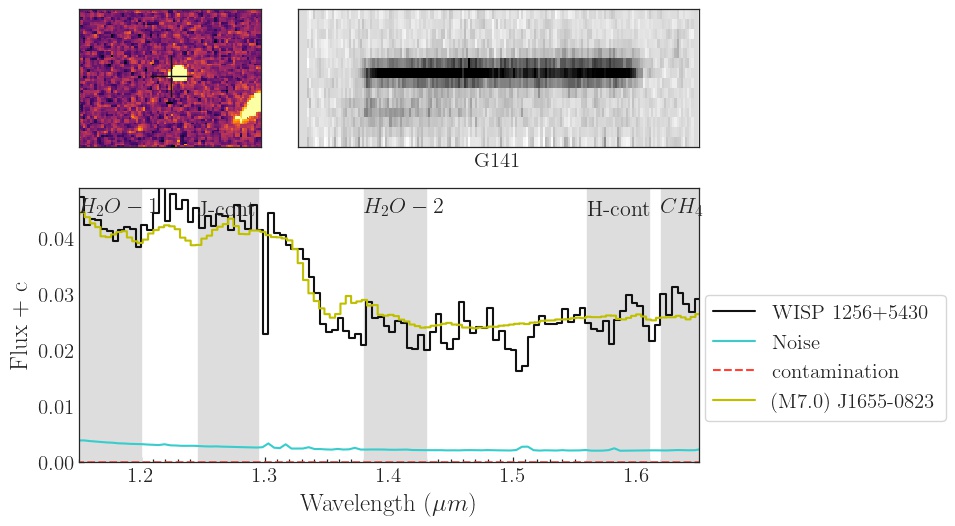 G141
H₂O − 1
J-cont
H₂O − 2
H-cont
CH₄
0.04
0.03
0.02
0.01
0.00
Flux + c
1.2
1.3
1.4
1.5
1.6
Wavelength (μm)
WISP 1256+5430
Noise
contamination
(M7.0) J1655-0823